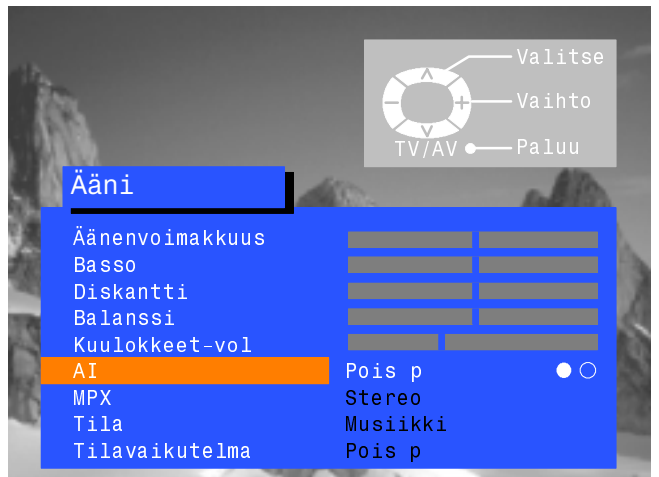 Valitse
Vaihto
TV/AV Paluu
Ääni
Äänenvoimakkuus
Basso
Diskantti
Balanssi
Kuulokkeet-vol
AI Pois p
MPX Stereo
Tila Musiikki
Tilavaikutelma Pois p